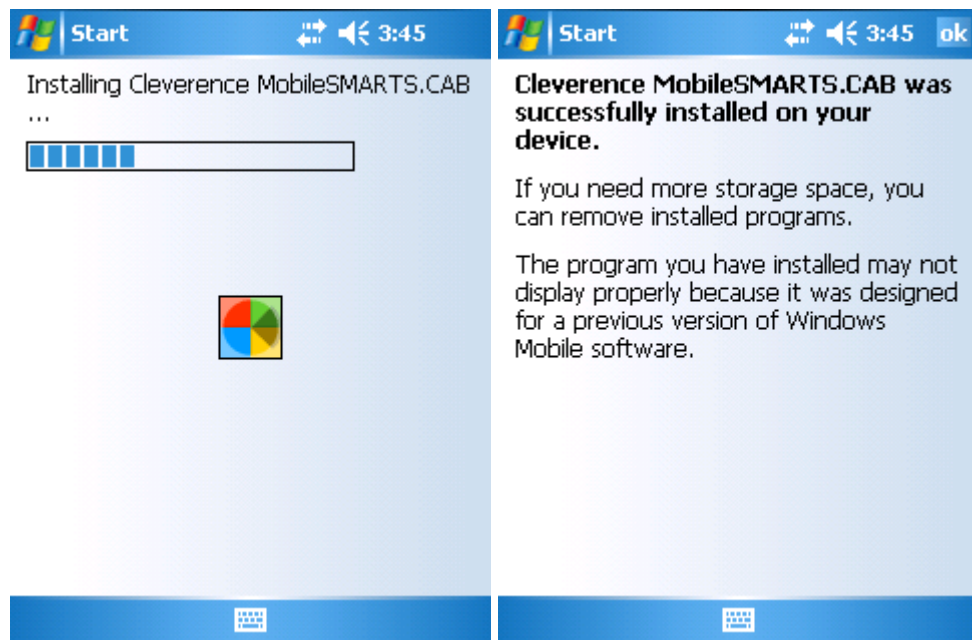 Start 3:45
Installing Cleverence MobileSMARTS.CAB
...
Start 3:45 ok
Cleverence MobileSMARTS.CAB was
successfully installed on your
device.
If you need more storage space, you
can remove installed programs.
The program you have installed may not
display properly because it was designed
for a previous version of Windows
Mobile software.